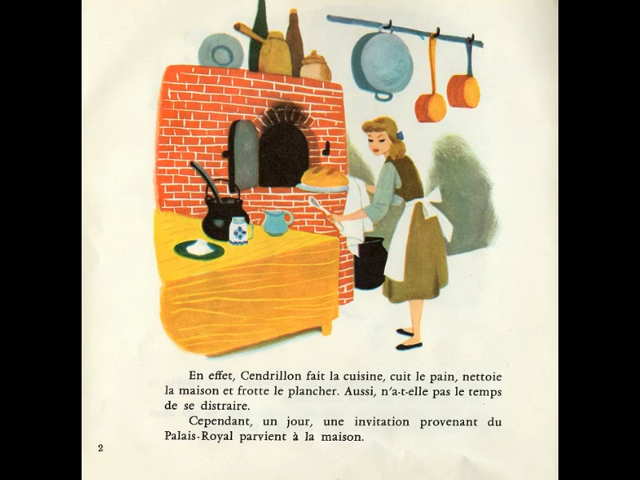 En effet, Cendrillon fait la cuisine, cuit le pain, nettoie
la maison et frotte le plancher. Aussi, n'a-t-elle pas le temps
de se distraire.
Cependant, un jour, une invitation provenant du
Palais-Royal parvient à la maison.
2